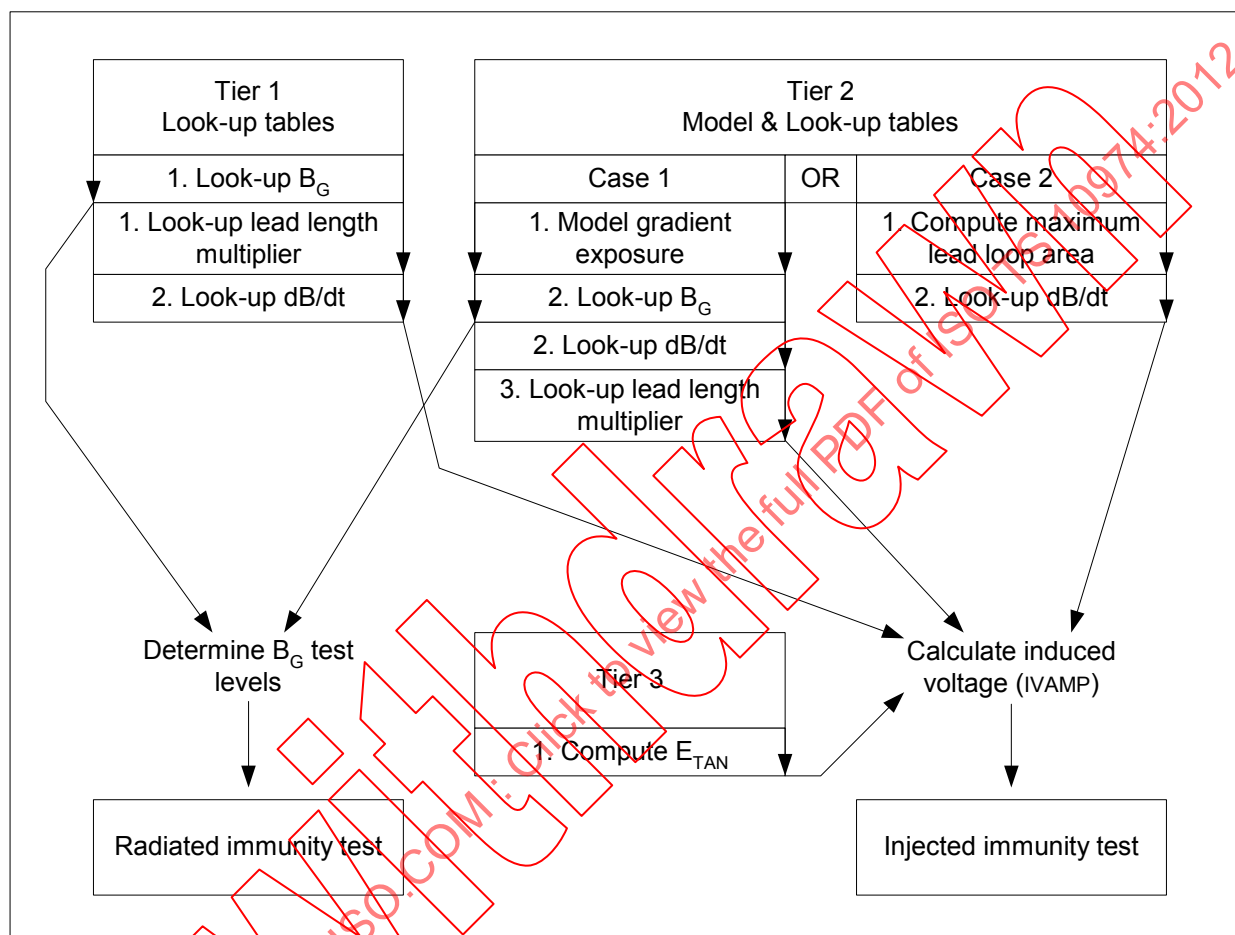 Tier 1
Look-up tables
1. Look-up BG
1. Look-up lead length
multiplier
2. Look-up dB/dt
Tier 2
Model & Look-up tables
Case 1
OR
Case 2
1. Model gradient
exposure
2. Look-up BG
2. Look-up dB/dt
3. Look-up lead length
multiplier
1. Compute maximum
lead loop area
2. Look-up dB/dt
Determine BG test
levels
Tier 3
1. Compute ETAN
Calculate induced
voltage (IVAMP)
Radiated immunity test
Injected immunity test
withdrawn
ISO.COM : Click to view the full PDF of ISO TS 10974:2012